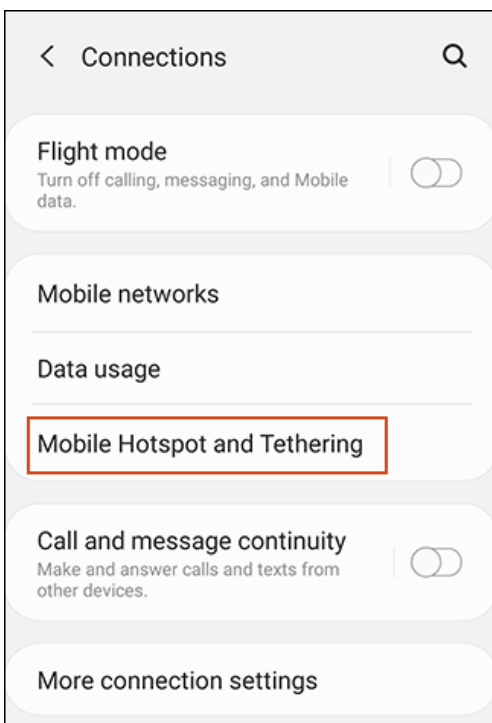 Connections
Flight mode
Turn off calling, messaging, and Mobile
data.
Mobile networks
Data usage
Mobile Hotspot and Tethering
Call and message continuity
Make and answer calls and texts from
other devices.
More connection settings